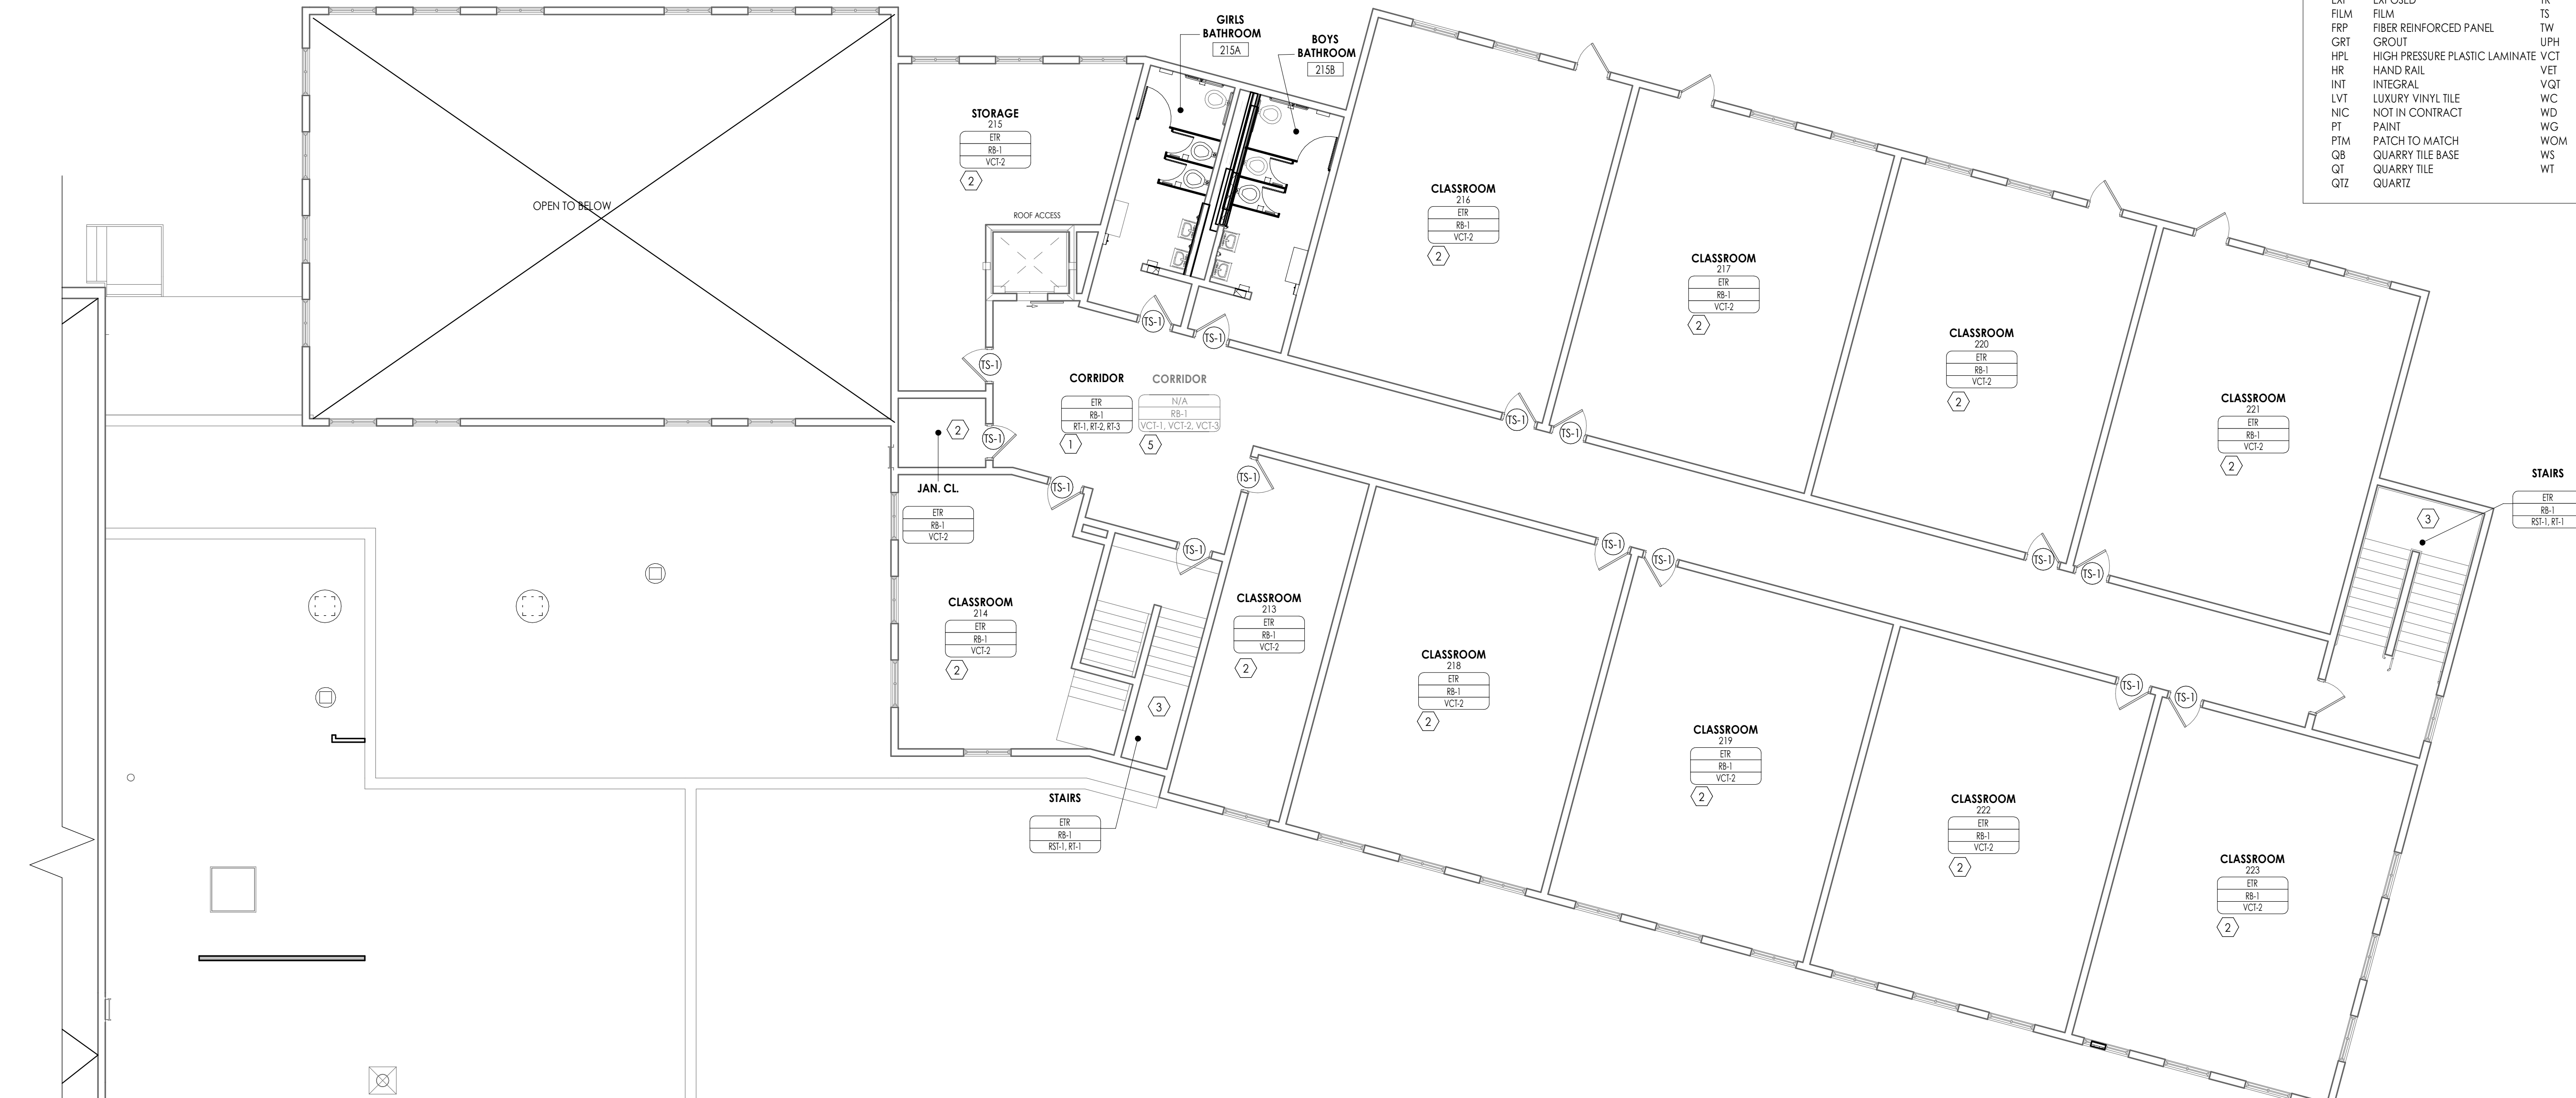 GIRLS
BATHROOM
215A
BOYS
BATHROOM
215B
FILM FILM TS
FRP FIBER REINFORCED PANEL TW
GRT GROUT UPH
HPL HIGH PRESSURE PLASTIC LAMINATE VCT
HR HAND RAIL VET
INT INTEGRAL VQT
LVT LUXURY VINYL TILE WC
NIC NOT IN CONTRACT WD
PT PAINT WG
PTM PATCH TO MATCH WOM
QB QUARRY TILE BASE WS
QT QUARRY TILE WT
QTZ QUARTZ
STORAGE
215
ETR
RB-1
VCT-2
2
OPEN TO BELOW
ROOF ACCESS
CLASSROOM
216
ETR
RB-1
VCT-2
2
CLASSROOM
217
ETR
RB-1
VCT-2
2
CLASSROOM
220
ETR
RB-1
VCT-2
2
CLASSROOM
221
ETR
RB-1
VCT-2
2
TS-1
TS-1
TS-1
CORRIDOR
ETR
RB-1
RT-1, RT-2, RT-3
1
CORRIDOR
N/A
RB-1
VCT-1, VCT-2, VCT-3
5
TS-1
TS-1
2
TS-1
JAN. CL.
ETR
RB-1
VCT-2
TS-1
TS-1
TS-1
TS-1
TS-1
TS-1
TS-1
TS-1
STAIRS
ETR
RB-1
RST-1, RT-1
3
CLASSROOM
214
ETR
RB-1
VCT-2
2
CLASSROOM
213
ETR
RB-1
VCT-2
2
3
CLASSROOM
218
ETR
RB-1
VCT-2
2
TS-1
TS-1
CLASSROOM
219
ETR
RB-1
VCT-2
2
STAIRS
ETR
RB-1
RST-1, RT-1
CLASSROOM
222
ETR
RB-1
VCT-2
2
CLASSROOM
223
ETR
RB-1
VCT-2
2